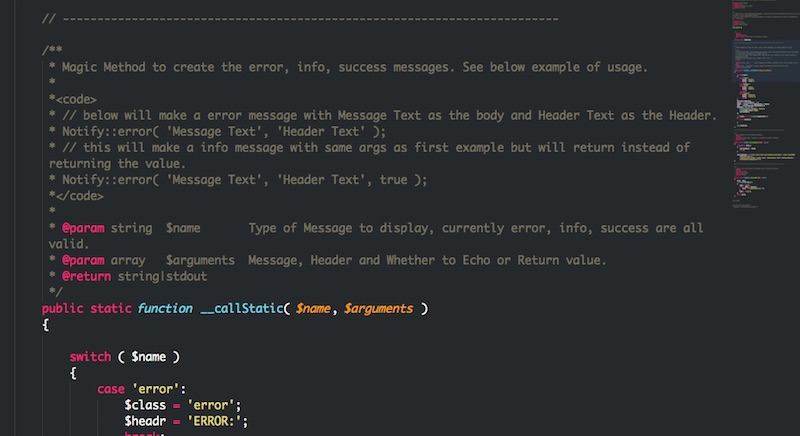 // ------------------------------------------------------------------------
/**
* Magic Method to create the error, info, success messages. See below example of usage.
*
*<code>
* // below will make a error message with Message Text as the body and Header Text as the Header.
* Notify::error( 'Message Text', 'Header Text' );
* // this will make a info message with same args as first example but will return instead of
returning the value.
* Notify::error( 'Message Text', 'Header Text', true );
*</code>
*
* @param string  $name       Type of Message to display, currently error, info, success are all
valid.
* @param array   $arguments  Message, Header and Whether to Echo or Return value.
* @return string|stdout
*/
public static function __callStatic( $name, $arguments )
{
switch ( $name )
{
case 'error':
$class = 'error';
$headr = 'ERROR:';
break;